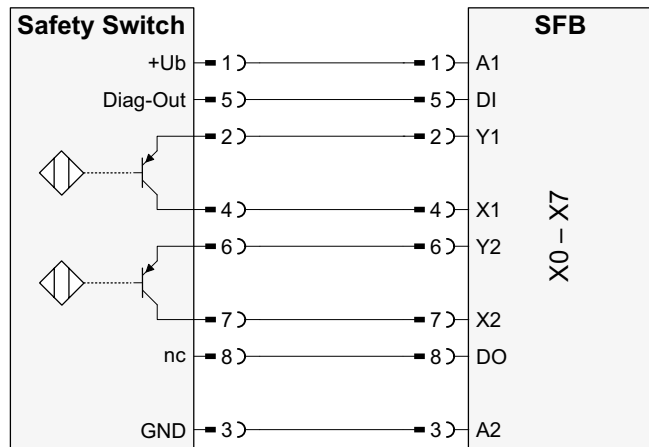 Safety Switch SFB
+Ub 1 1 A1
Diag-Out 5 5 DI
2 2 Y1
4 4 X1
6 6 Y2
7 7 X2
nc 8 8 DO
GND 3 3 A2
X0 – X7